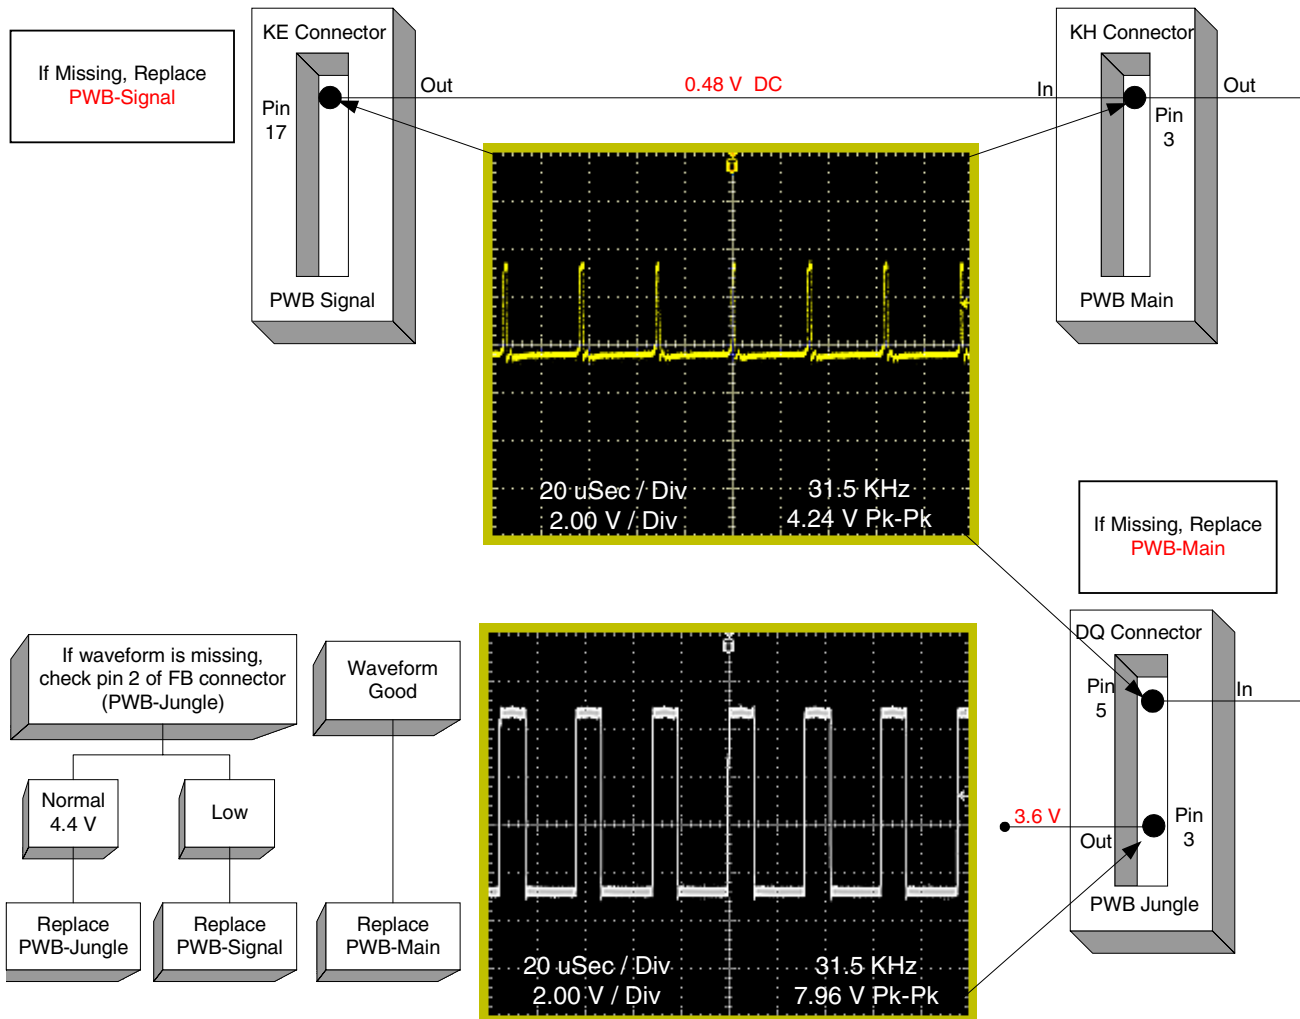 If Missing, Replace
PWB-Signal
KE Connector
Pin
17
Out
PWB Signal
0.48 V DC
KH Connector
In
Out
Pin
3
PWB Main
T
20 uSec / Div
2.00 V / Div
31.5 KHz
4.24 V Pk-Pk
If Missing, Replace
PWB-Main
DQ Connector
Pin
5
In
3.6 V
Out
Pin
3
PWB Jungle
If waveform is missing,
check pin 2 of FB connector
(PWB-Jungle)
Waveform
Good
Normal
4.4 V
Low
Replace
PWB-Jungle
Replace
PWB-Signal
Replace
PWB-Main
T
20 uSec / Div
2.00 V / Div
31.5 KHz
7.96 V Pk-Pk